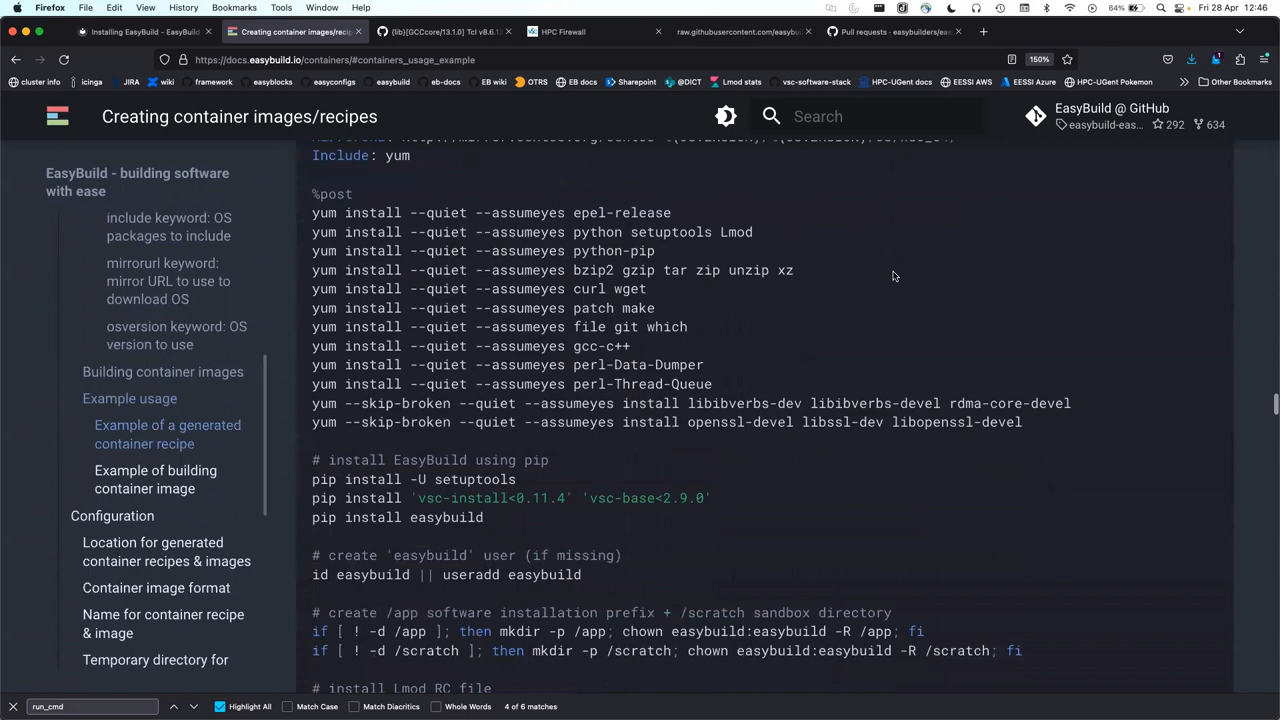 Firefox File Edit View History Bookmarks Tools Window Help 64% Fri 28 Apr 12:46
Installing EasyBuild - EasyBuild
Creating container images/recip
(lib)[GCCcore/13.1.0] Tcl v8.6.13
HPC Firewall
raw.githubusercontent.com/easybu
Pull requests · easybuilders/eas
https://docs.easybuild.io/containers/#containers_usage_example 150%
cluster info icinga JIRA wiki framework easyblocks easyconfigs easybuild eb-docs EB wiki OTRS EB docs Sharepoint @DICT Lmod stats vsc-software-stack HPC-UGent docs EESSI AWS EESSI Azure HPC-UGent Pokemon Other Bookmarks
Creating container images/recipes
Search
EasyBuild @ GitHub
easybuild-eas... 292 634
EasyBuild - building software
with ease
include keyword: OS
packages to include
mirrorurl keyword:
mirror URL to use to
download OS
osversion keyword: OS
version to use
Building container images
Example usage
Example of a generated
container recipe
Example of building
container image
Configuration
Location for generated
container recipes & images
Container image format
Name for container recipe
& image
Temporary directory for
Include: yum
%post
yum install --quiet --assumeyes epel-release
yum install --quiet --assumeyes python setuptools Lmod
yum install --quiet --assumeyes python-pip
yum install --quiet --assumeyes bzip2 gzip tar zip unzip xz
yum install --quiet --assumeyes curl wget
yum install --quiet --assumeyes patch make
yum install --quiet --assumeyes file git which
yum install --quiet --assumeyes gcc-c++
yum install --quiet --assumeyes perl-Data-Dumper
yum install --quiet --assumeyes perl-Thread-Queue
yum --skip-broken --quiet --assumeyes install libibverbs-dev libibverbs-devel rdma-core-devel
yum --skip-broken --quiet --assumeyes install openssl-devel libssl-dev libopenssl-devel
# install EasyBuild using pip
pip install -U setuptools
pip install 'vsc-install<0.11.4' 'vsc-base<2.9.0'
pip install easybuild
# create 'easybuild' user (if missing)
id easybuild || useradd easybuild
# create /app software installation prefix + /scratch sandbox directory
if [ ! -d /app ]; then mkdir -p /app; chown easybuild:easybuild -R /app; fi
if [ ! -d /scratch ]; then mkdir -p /scratch; chown easybuild:easybuild -R /scratch; fi
# install Lmod RC file
run_cmd Highlight All Match Case Match Diacritics Whole Words 4 of 6 matches